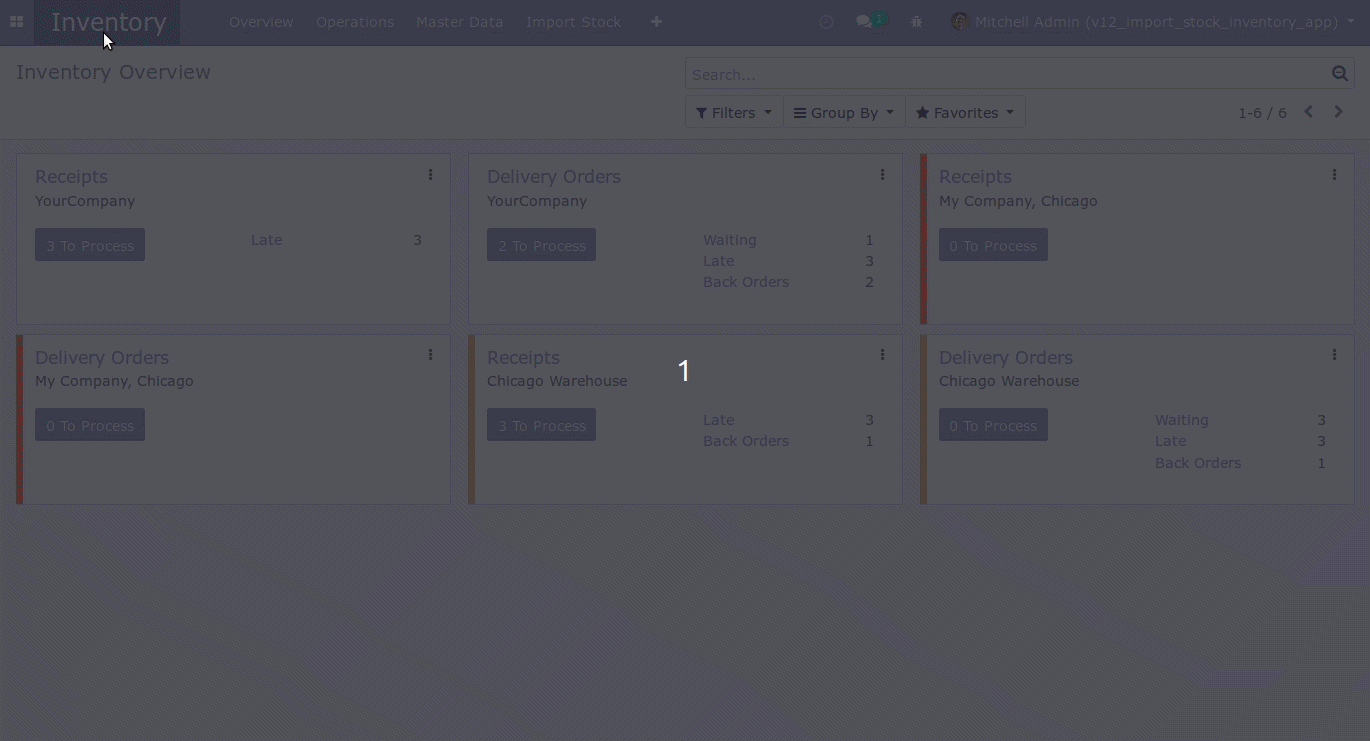 Inventory Overview Operations Master Data Import Stock 1 Mitchell Admin (v12_import_stock_inventory_app)
Inventory Overview
Search...
Filters Group By Favorites 1-6 / 6
Receipts
YourCompany
3 To Process Late 3
Delivery Orders
YourCompany
2 To Process Waiting 1
Late 3
Back Orders 2
Receipts
My Company, Chicago
0 To Process
Delivery Orders
My Company, Chicago
0 To Process
Receipts
Chicago Warehouse
3 To Process Late 3
Back Orders 1
1
Delivery Orders
Chicago Warehouse
0 To Process Waiting 3
Late 3
Back Orders 1